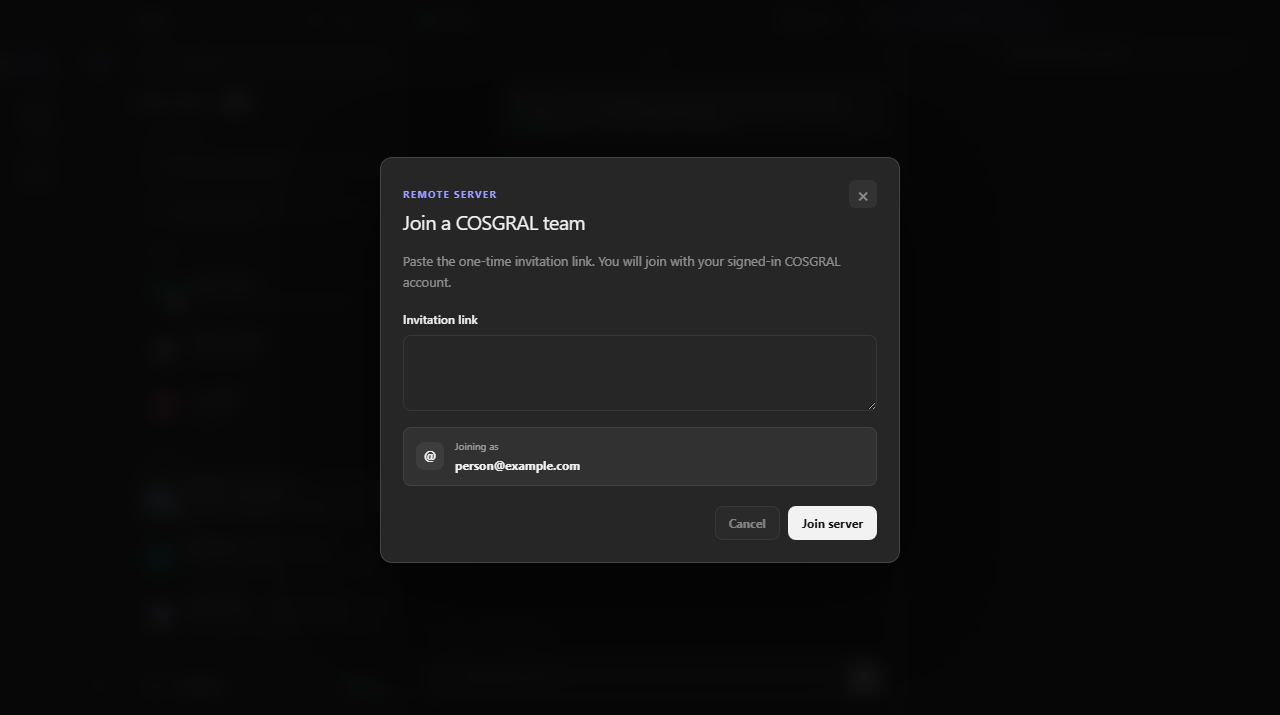 REMOTE SERVER
Join a COSGRAL team
Paste the one-time invitation link. You will join with your signed-in COSGRAL
account.
Invitation link
@
Joining as
person@example.com
Cancel
Join server